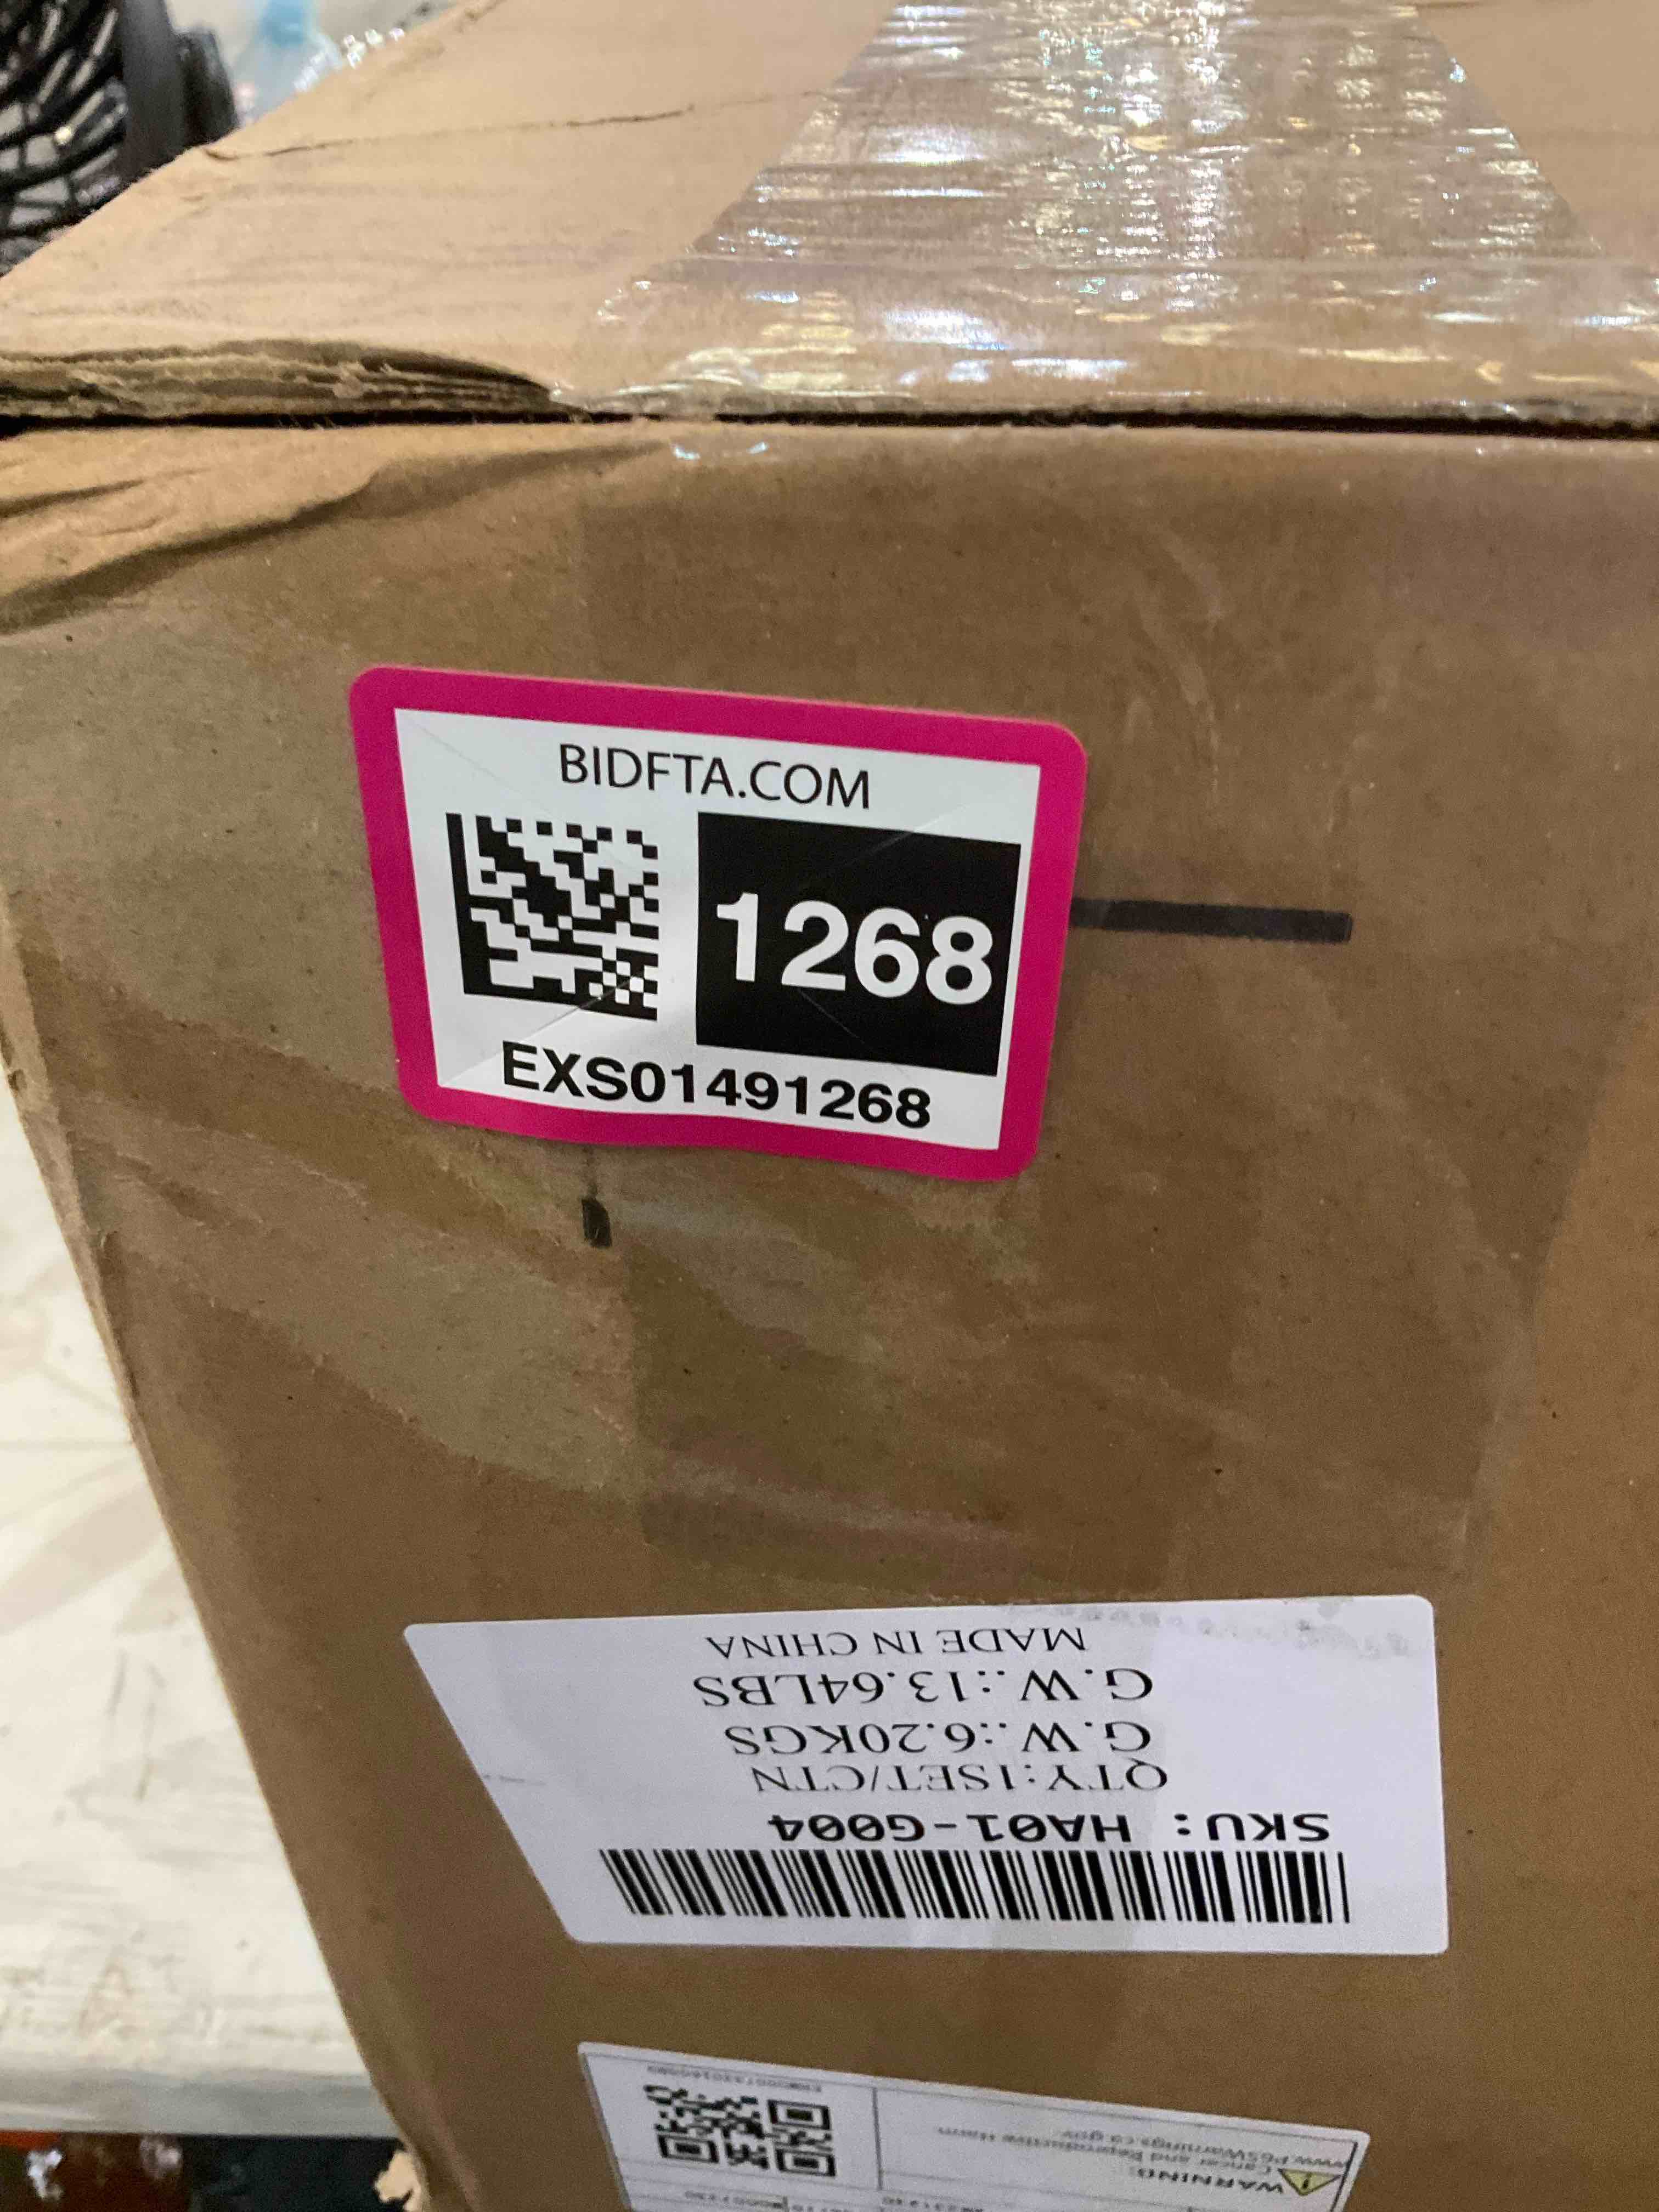 BIDFTA.COM
1268
EXS01491268
SKU: HA01-G004
QTY:1SET/CTN
G.W.:6.20KGS
G.W.:13.64LBS
MADE IN CHINA
WARNING:
Cancer and Reproductive Harm
www.P65Warnings.ca.gov